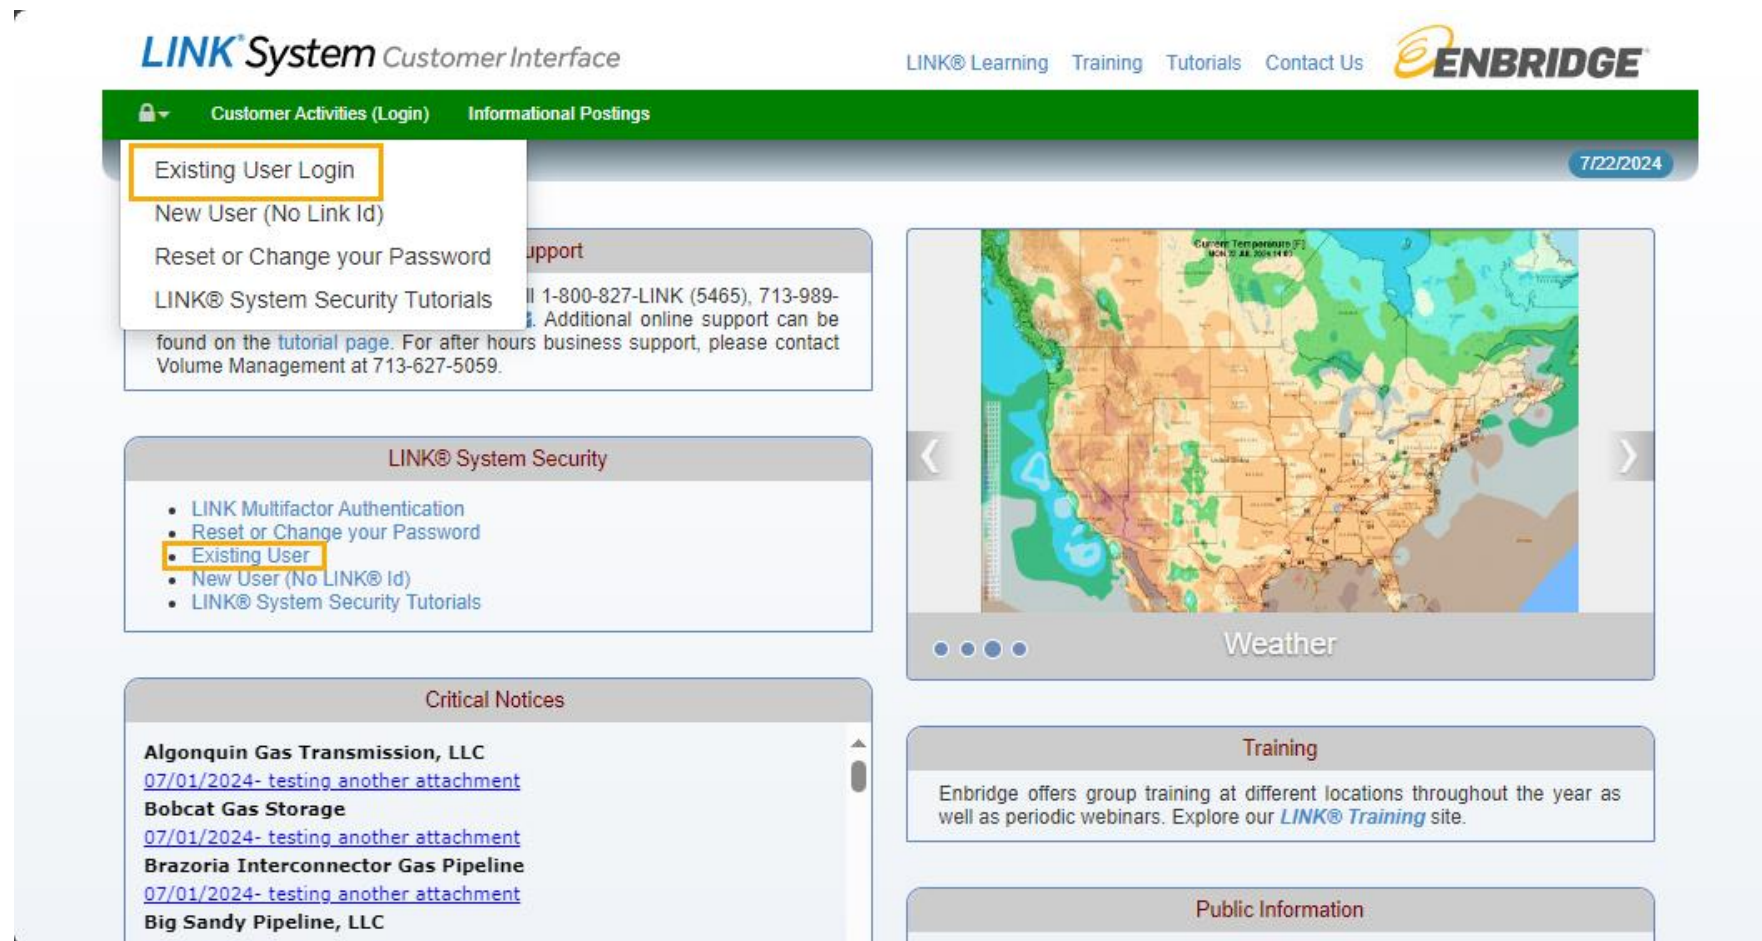 LINK® System Customer Interface
LINK® Learning Training Tutorials Contact Us
ENBRIDGE
Customer Activities (Login) Informational Postings
7/22/2024
Existing User Login
New User (No Link Id)
Reset or Change your Password
LINK® System Security Tutorials
upport
1-800-827-LINK (5465), 713-989-
. Additional online support can be
found on the tutorial page. For after hours business support, please contact
Volume Management at 713-627-5059.
LINK® System Security
LINK Multifactor Authentication
Reset or Change your Password
Existing User
New User (No LINK® Id)
LINK® System Security Tutorials
Critical Notices
Algonquin Gas Transmission, LLC
07/01/2024- testing another attachment
Bobcat Gas Storage
07/01/2024- testing another attachment
Brazoria Interconnector Gas Pipeline
07/01/2024- testing another attachment
Big Sandy Pipeline, LLC
Current Temperature [F]
Weather
Training
Enbridge offers group training at different locations throughout the year as
well as periodic webinars. Explore our LINK® Training site.
Public Information